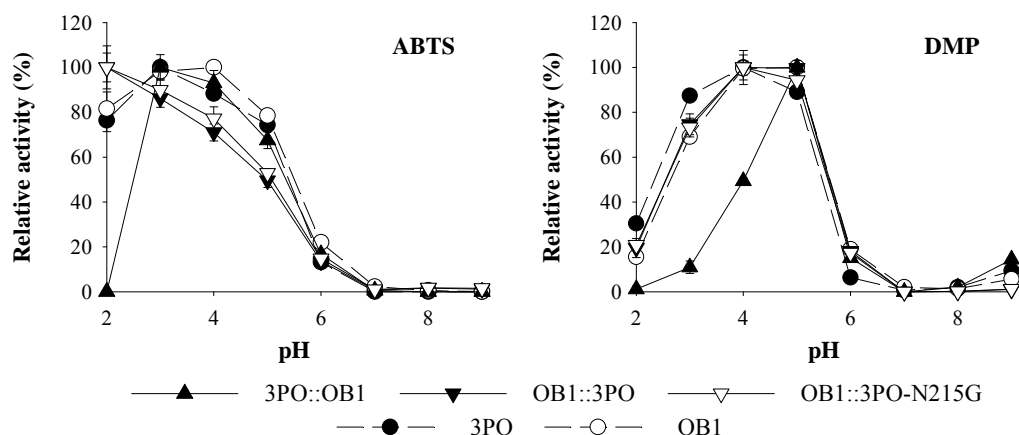 ABTS
Relative activity (%)
120
100
80
60
40
20
0
2 4 6 8
pH
DMP
Relative activity (%)
120
100
80
60
40
20
0
2 4 6 8
pH
3PO::OB1 OB1::3PO OB1::3PO-N215G
3PO OB1